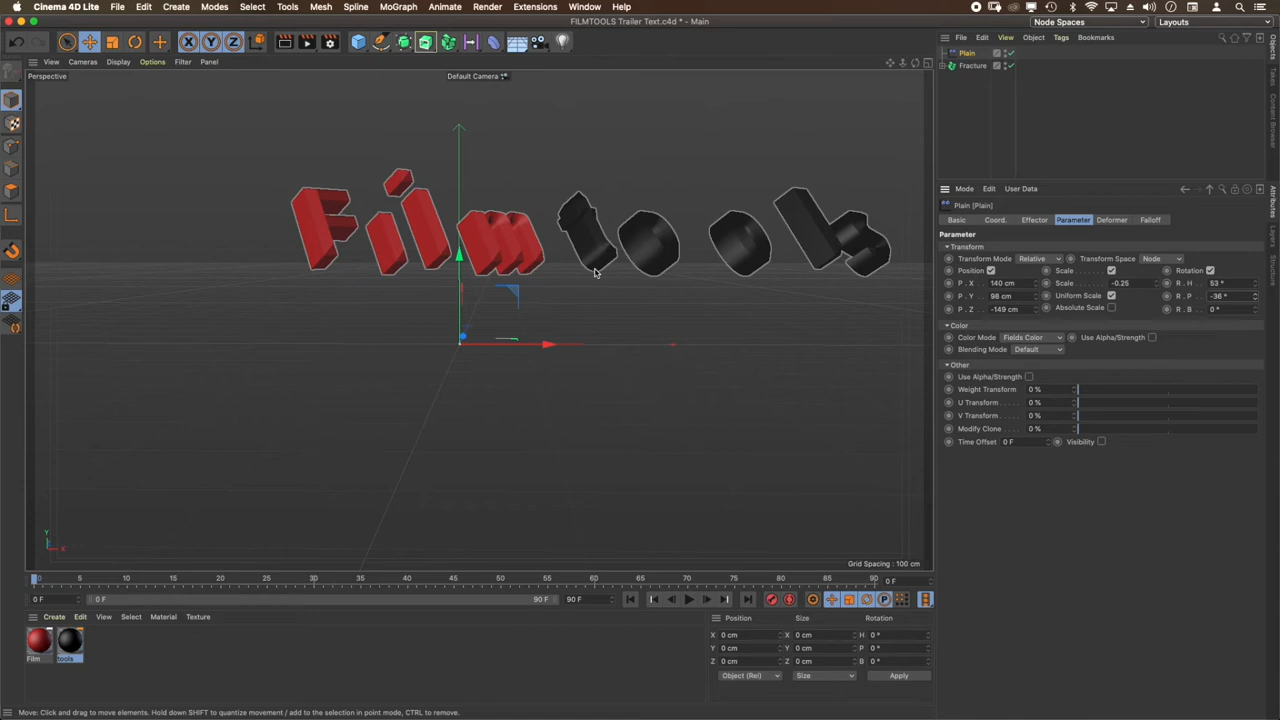 Cinema 4D Lite File Edit Create Modes Select Tools Mesh Spline MoGraph Animate Render Extensions Window Help
FILMTOOLS Trailer Text.c4d * - Main
Node Spaces Layouts
View Cameras Display Options Filter Panel
File Edit View Object Tags Bookmarks
Perspective
Default Camera
Plain
Fracture
Objects
Takes
Content Browser
Attributes
Layers
Structure
Film
Mode Edit User Data
Plain [Plain]
Basic Coord. Effector Parameter Deformer Falloff
Parameter
Transform
Transform Mode Relative Transform Space Node
Position Scale Rotation
P . X 140 cm Scale -0.25 R . H 53 °
P . Y 98 cm Uniform Scale R . P -36 °
P . Z -149 cm Absolute Scale R . B 0 °
Color
Color Mode Fields Color Use Alpha/Strength
Blending Mode Default
Other
Use Alpha/Strength
Weight Transform 0 %
U Transform 0 %
V Transform 0 %
Modify Clone 0 %
Time Offset 0 F Visibility
Y
X
Grid Spacing : 100 cm
0 5 10 15 20 25 30 35 40 45 50 55 60 65 70 75 80 85 90 0 F
0 F 0 F 90 F 90 F
Create Edit View Select Material Texture
Position Size Rotation
X 0 cm X 0 cm H 0 °
Y 0 cm Y 0 cm P 0 °
Z 0 cm Z 0 cm B 0 °
Film tools
Object (Rel) Size Apply
Move: Click and drag to move elements. Hold down SHIFT to quantize movement / add to the selection in point mode, CTRL to remove.